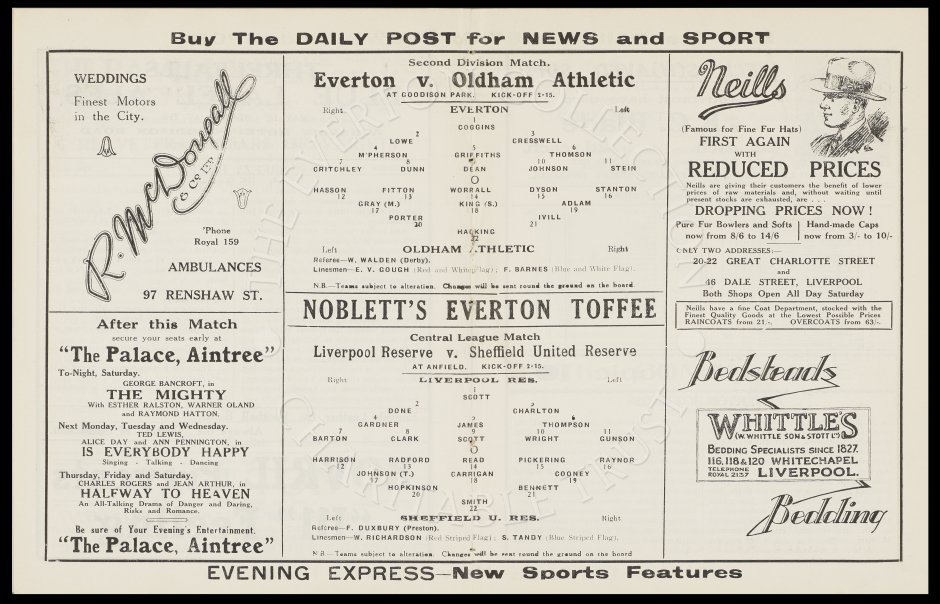 Buy The DAILY POST for NEWS and SPORT
WEDDINGS
Finest Motors
in the City.
R. McDougall
& Co LTD
'Phone
Royal 159
AMBULANCES
97 RENSHAW ST.
After this Match
secure your seats early at
"The Palace, Aintree"
To-Night, Saturday.
GEORGE BANCROFT, in
THE MIGHTY
With ESTHER RALSTON, WARNER OLAND
and RAYMOND HATTON.
Next Monday, Tuesday and Wednesday.
TED LEWIS,
ALICE DAY and ANN PENNINGTON, in
IS EVERYBODY HAPPY
Singing - Talking - Dancing
Thursday, Friday and Saturday.
CHARLES ROGERS and JEAN ARTHUR, in
HALFWAY TO HEAVEN
An All-Talking Drama of Danger and Daring,
Risks and Romance.
Be sure of Your Evening's Entertainment.
"The Palace, Aintree"
Second Division Match.
Everton v. Oldham Athletic
AT GOODISON PARK. KICK-OFF 2-15.
Right EVERTON Left
1
COGGINS
2 3
LOWE CRESSWELL
4 5 6
M'PHERSON GRIFFITHS THOMSON
7 8 9 10 11
CRITCHLEY DUNN DEAN JOHNSON STEIN
O
HASSON FITTON WORRALL DYSON STANTON
12 13 14 15 16
GRAY (M.) KING (S.) ADLAM
17 18 19
PORTER IVILL
20 21
HACKING
22
Left OLDHAM ATHLETIC Right
Referee—W. WALDEN (Derby).
Linesmen—E. V. GOUGH (Red and White Flag); F. BARNES (Blue and White Flag).
N.B.—Teams subject to alteration. Changes will be sent round the ground on the board.
NOBLETT'S EVERTON TOFFEE
Central League Match
Liverpool Reserve v. Sheffield United Reserve
AT ANFIELD. KICK-OFF 2-15.
Right LIVERPOOL RES. Left
1
SCOTT
2 3
DONE CHARLTON
4 5 6
GARDNER JAMES THOMPSON
7 8 9 10 11
BARTON CLARK SCOTT WRIGHT GUNSON
O
HARRISON RADFORD READ PICKERING RAYNOR
12 13 14 15 16
JOHNSON (T.) CARRIGAN COONEY
17 18 19
HOPKINSON BENNETT
20 21
SMITH
22
Left SHEFFIELD U. RES. Right
Referee—F. DUXBURY (Preston).
Linesmen—W. RICHARDSON (Red Striped Flag); S. TANDY (Blue Striped Flag).
N.B.—Teams subject to alteration. Changes will be sent round the ground on the board
Neills
(Famous for Fine Fur Hats)
FIRST AGAIN
WITH
REDUCED PRICES
Neills are giving their customers the benefit of lower
prices of raw materials and, without waiting until
present stocks are exhausted, are . . . .
DROPPING PRICES NOW!
Pure Fur Bowlers and Softs
now from 8/6 to 14/6
Hand-made Caps
now from 3/- to 10/-
ONLY TWO ADDRESSES:—
20-22 GREAT CHARLOTTE STREET
and
46 DALE STREET, LIVERPOOL
Both Shops Open All Day Saturday
Neills have a fine Coat Department, stocked with the
Finest Quality Goods at the Lowest Possible Prices
RAINCOATS from 21/-. OVERCOATS from 63/-.
Bedsteads
WHITTLE'S
(W. WHITTLE SON & STOTT LTD)
BEDDING SPECIALISTS SINCE 1827.
116, 118 & 120 WHITECHAPEL
TELEPHONE
ROYAL 2137
LIVERPOOL.
Bedding
EVENING EXPRESS—New Sports Features